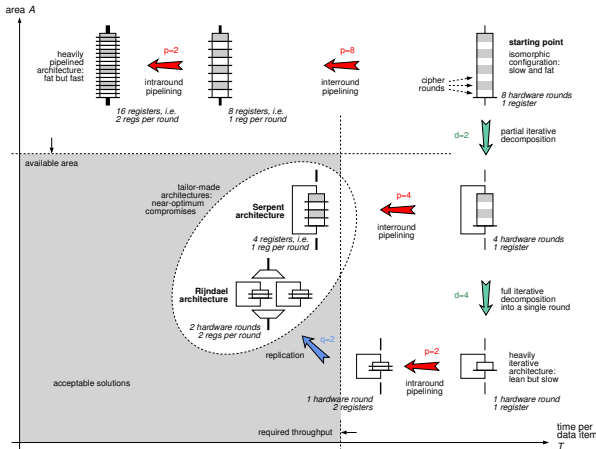 area A
heavily
pipelined
architecture:
fat but fast
p=2
intraround
pipelining
16 registers, i.e.
2 regs per round
p=8
interround
pipelining
8 registers, i.e.
1 reg per round
starting point
isomorphic
configuration:
slow and fat
cipher
rounds
8 hardware rounds
1 register
d=2
partial iterative
decomposition
available area
tailor-made
architectures:
near-optimum
compromises
Serpent
architecture
4 registers, i.e.
1 reg per round
p=4
interround
pipelining
4 hardware rounds
1 register
Rijndael
architecture
2 hardware rounds
2 regs per round
d=4
full iterative
decomposition
into a single round
q=2
replication
p=2
intraround
pipelining
1 hardware round
2 registers
heavily
iterative
architecture:
lean but slow
1 hardware round
1 register
acceptable solutions
required throughput
time per
data item
T